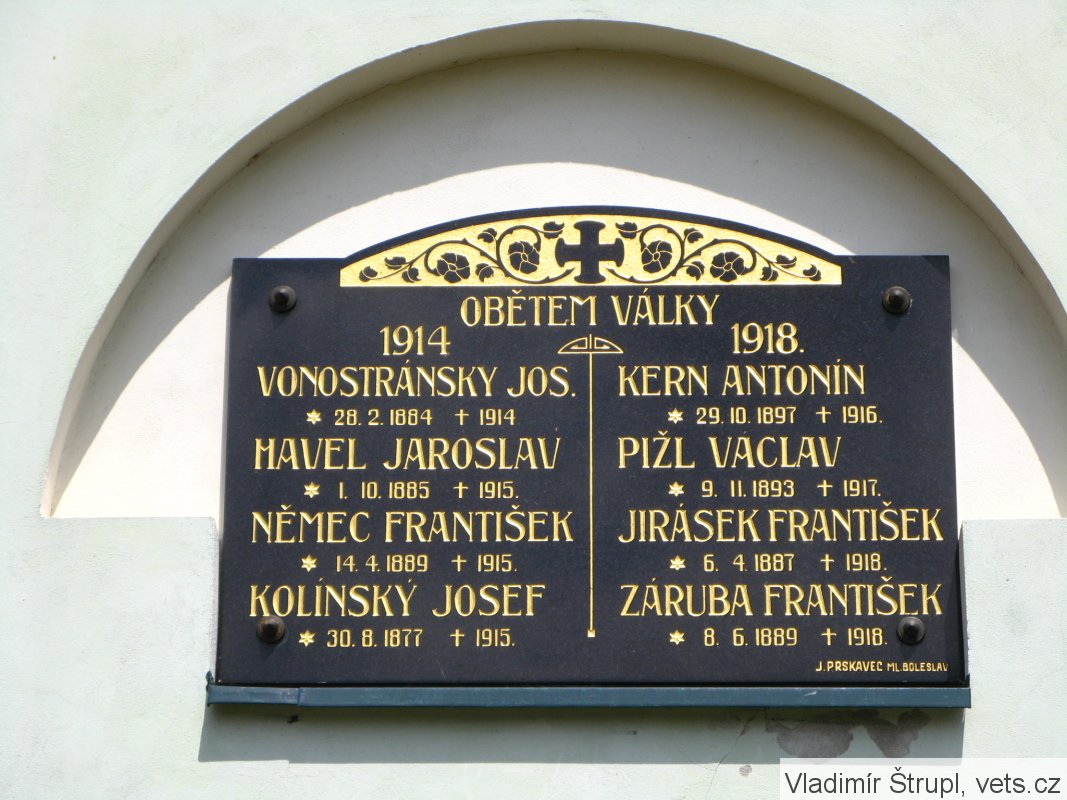 OBĚTEM VÁLKY
1914 1918.
VONOSTRÁNSKY JOS.
* 28. 2. 1884 ✝ 1914
HAVEL JAROSLAV
* 1. 10. 1885 ✝ 1915.
NĚMEC FRANTIŠEK
* 14. 4. 1889 ✝ 1915.
KOLÍNSKÝ JOSEF
* 30. 8. 1877 ✝ 1915.
KERN ANTONÍN
* 29. 10. 1897 ✝ 1916.
PIŽL VÁCLAV
* 9. 11. 1893 ✝ 1917.
JIRÁSEK FRANTIŠEK
* 6. 4. 1887 ✝ 1918.
ZÁRUBA FRANTIŠEK
* 8. 6. 1889 ✝ 1918.
J. PRSKAVEC ML. BOLESLAV
Vladimír Štrupl, vets.cz